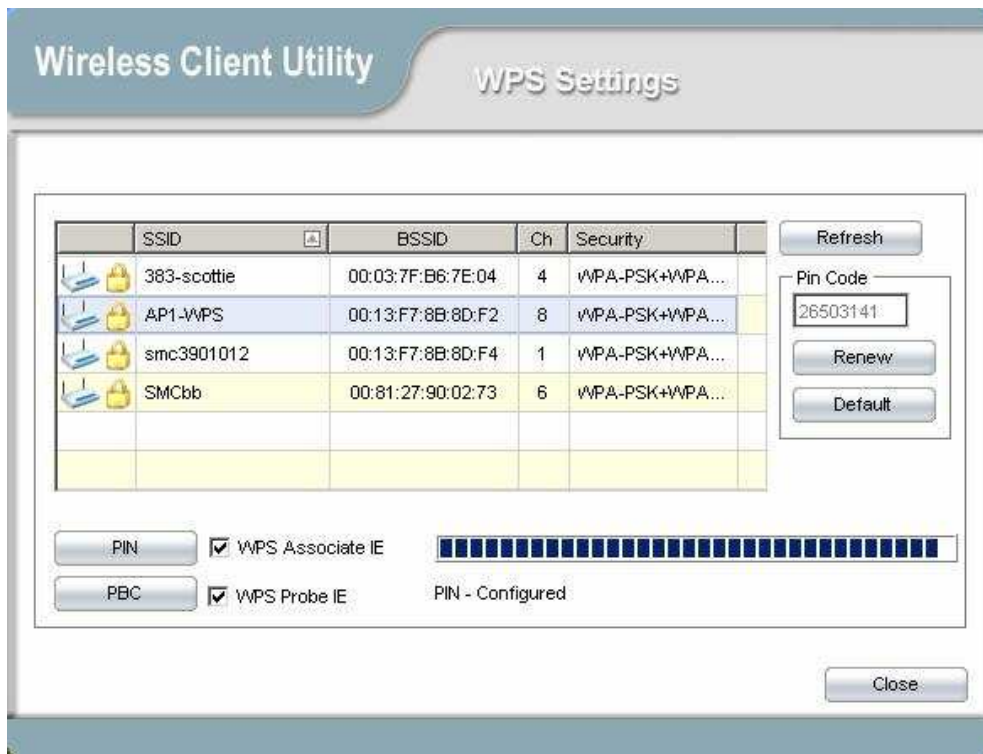 Wireless Client Utility
WPS Settings
SSID BSSID Ch Security
383-scottie 00:03:7F:B6:7E:04 4 WPA-PSK+WPA...
AP1-WPS 00:13:F7:8B:8D:F2 8 WPA-PSK+WPA...
smc3901012 00:13:F7:8B:8D:F4 1 WPA-PSK+WPA...
SMCbb 00:81:27:90:02:73 6 WPA-PSK+WPA...
Refresh
Pin Code
26503141
Renew
Default
PIN WPS Associate IE
PBC WPS Probe IE PIN - Configured
Close